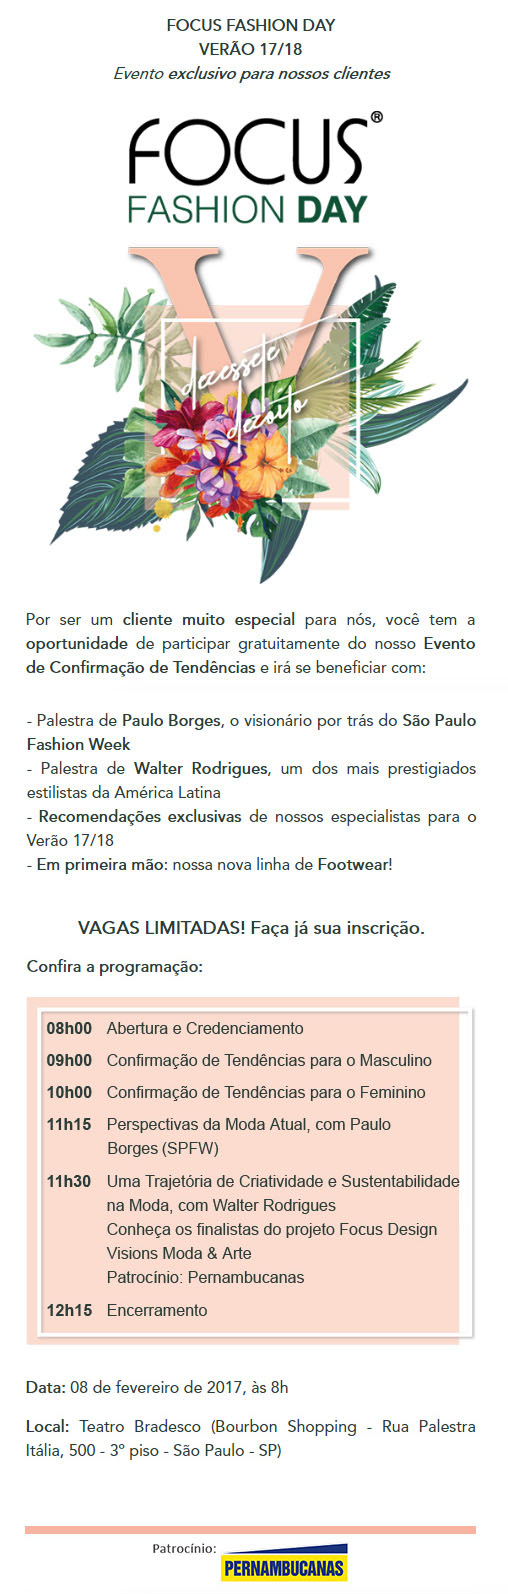 FOCUS FASHION DAY
VERÃO 17/18
Evento exclusivo para nossos clientes
FOCUS®
FASHION DAY
V
dezessete
dezoito
Por ser um cliente muito especial para nós, você tem a
oportunidade de participar gratuitamente do nosso Evento
de Confirmação de Tendências e irá se beneficiar com:
- Palestra de Paulo Borges, o visionário por trás do São Paulo
Fashion Week
- Palestra de Walter Rodrigues, um dos mais prestigiados
estilistas da América Latina
- Recomendações exclusivas de nossos especialistas para o
Verão 17/18
- Em primeira mão: nossa nova linha de Footwear!
VAGAS LIMITADAS! Faça já sua inscrição.
Confira a programação:
08h00 Abertura e Credenciamento
09h00 Confirmação de Tendências para o Masculino
10h00 Confirmação de Tendências para o Feminino
11h15 Perspectivas da Moda Atual, com Paulo
Borges (SPFW)
11h30 Uma Trajetória de Criatividade e Sustentabilidade
na Moda, com Walter Rodrigues
Conheça os finalistas do projeto Focus Design
Visions Moda & Arte
Patrocínio: Pernambucanas
12h15 Encerramento
Data: 08 de fevereiro de 2017, às 8h
Local: Teatro Bradesco (Bourbon Shopping - Rua Palestra
Itália, 500 - 3º piso - São Paulo - SP)
Patrocínio:
PERNAMBUCANAS